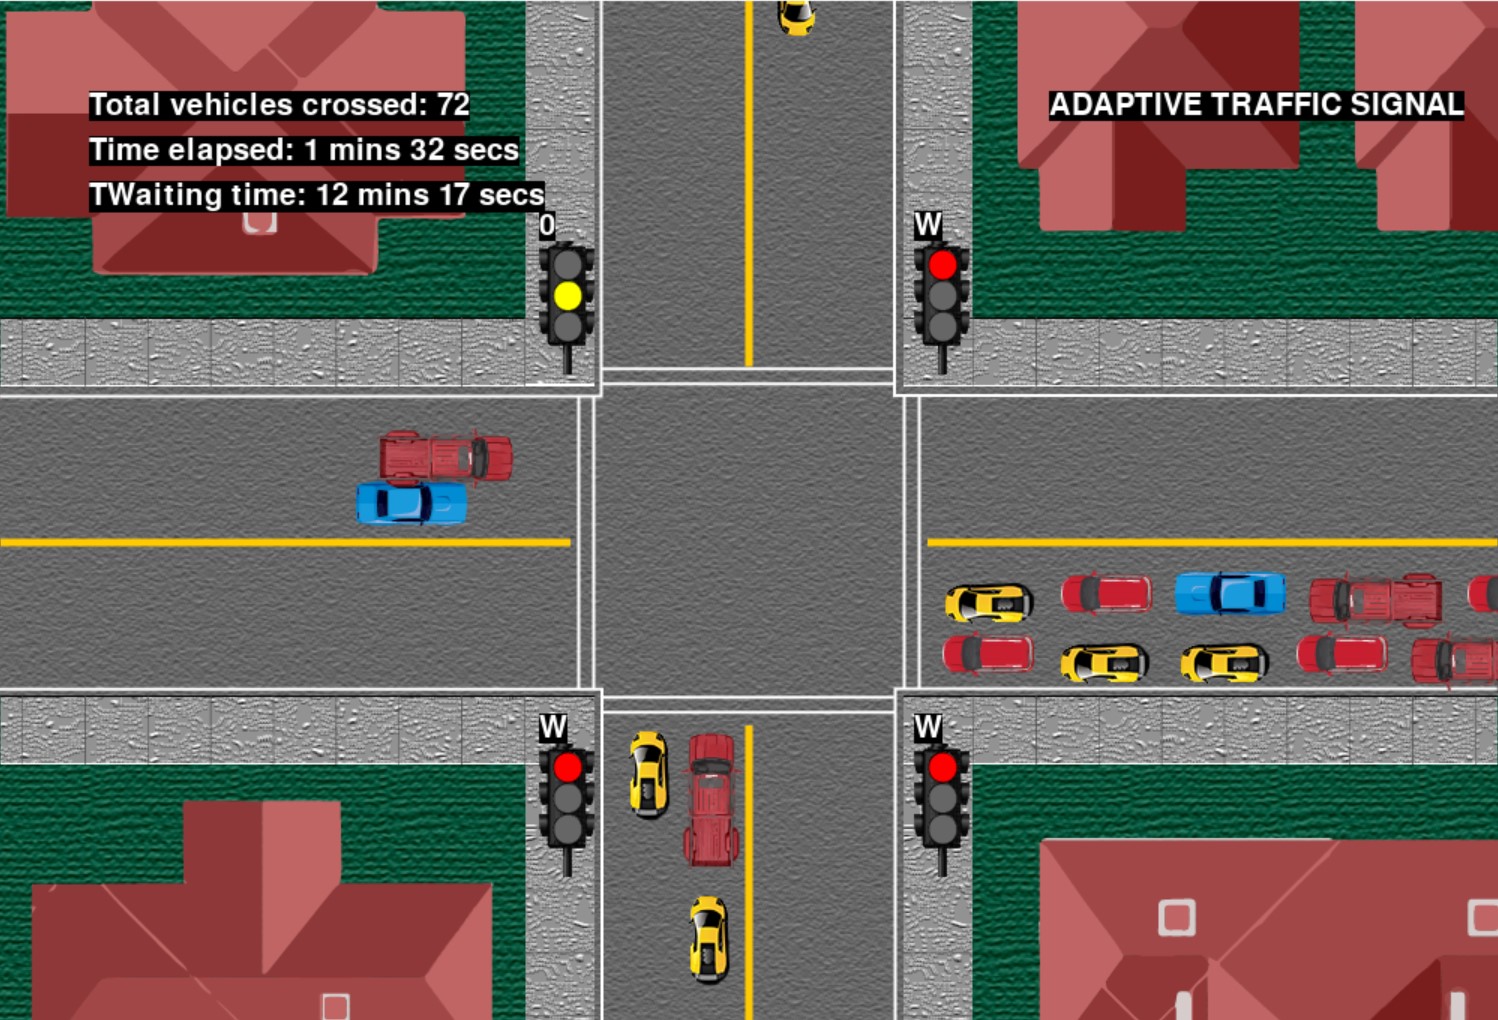 Total vehicles crossed: 72
ADAPTIVE TRAFFIC SIGNAL
Time elapsed: 1 mins 32 secs
TWaiting time: 12 mins 17 secs
0
W
W
W